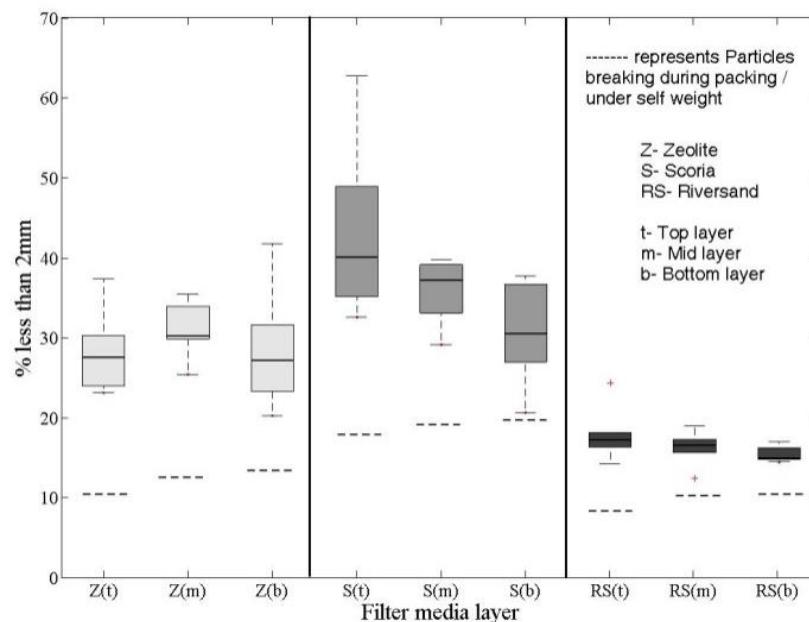 70
60
50
40
30
20
10
0
% less than 2mm
------ represents Particles
breaking during packing /
under self weight
Z- Zeolite
S- Scoria
RS- Riversand
t- Top layer
m- Mid layer
b- Bottom layer
Z(t) Z(m) Z(b) S(t) S(m) S(b) RS(t) RS(m) RS(b)
Filter media layer